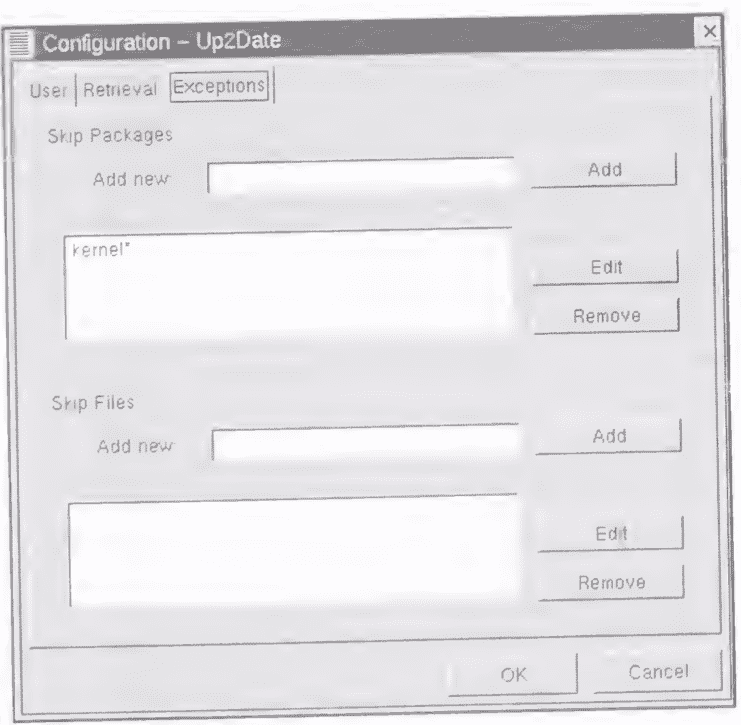 Configuration – Up2Date
User Retrieval Exceptions
Skip Packages
Add new Add
kernel*
Edit
Remove
Skip Files
Add new Add
Edit
Remove
OK Cancel